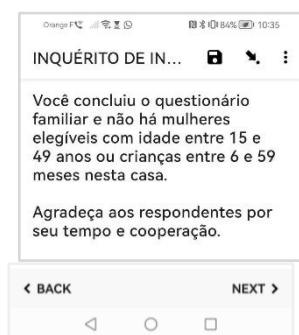 Orange F 84% 10:35
INQUÉRITO DE IN...
Você concluiu o questionário
familiar e não há mulheres
elegíveis com idade entre 15 e
49 anos ou crianças entre 6 e 59
meses nesta casa.
Agradeça aos respondentes por
seu tempo e cooperação.
< BACK NEXT >